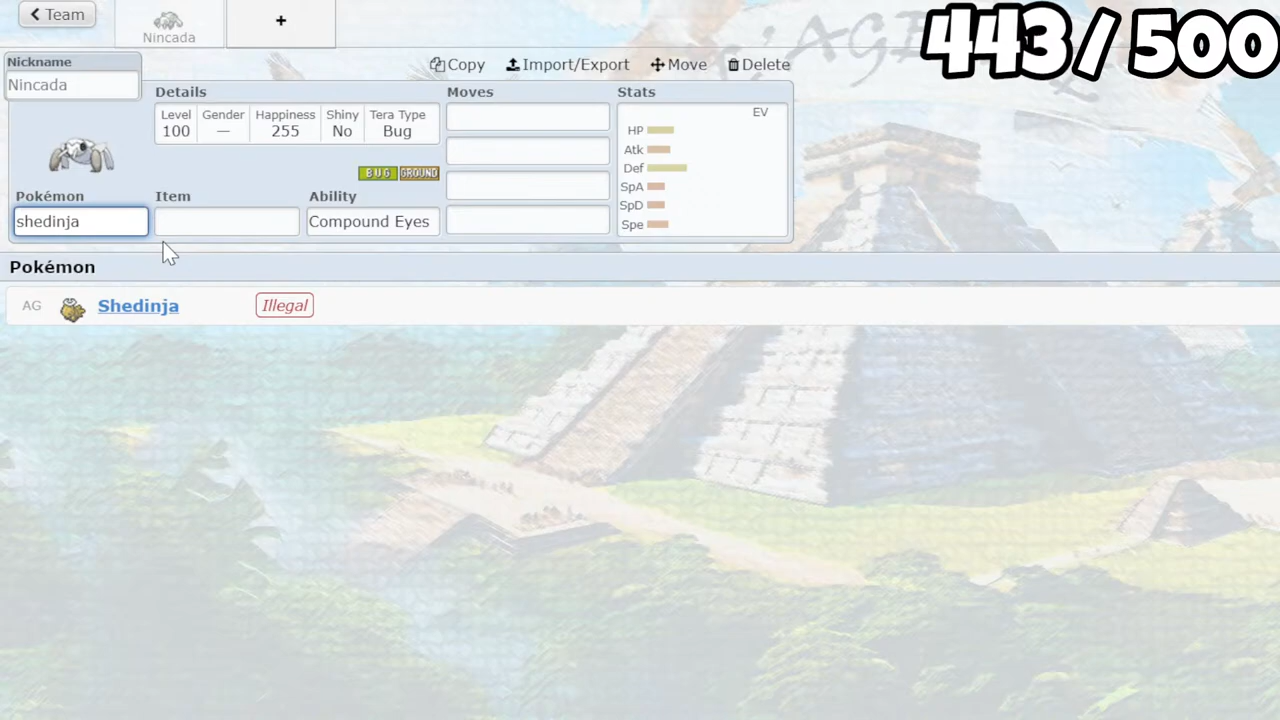 Team
Nincada
+
443/500
Nickname
Nincada
Copy Import/Export Move Delete
Details
Moves
Stats
Level Gender Happiness Shiny Tera Type
100 — 255 No Bug
EV
HP
Atk
Def
SpA
SpD
Spe
BUG GROUND
Pokémon
Item
Ability
shedinja
Compound Eyes
Pokémon
AG Shedinja Illegal